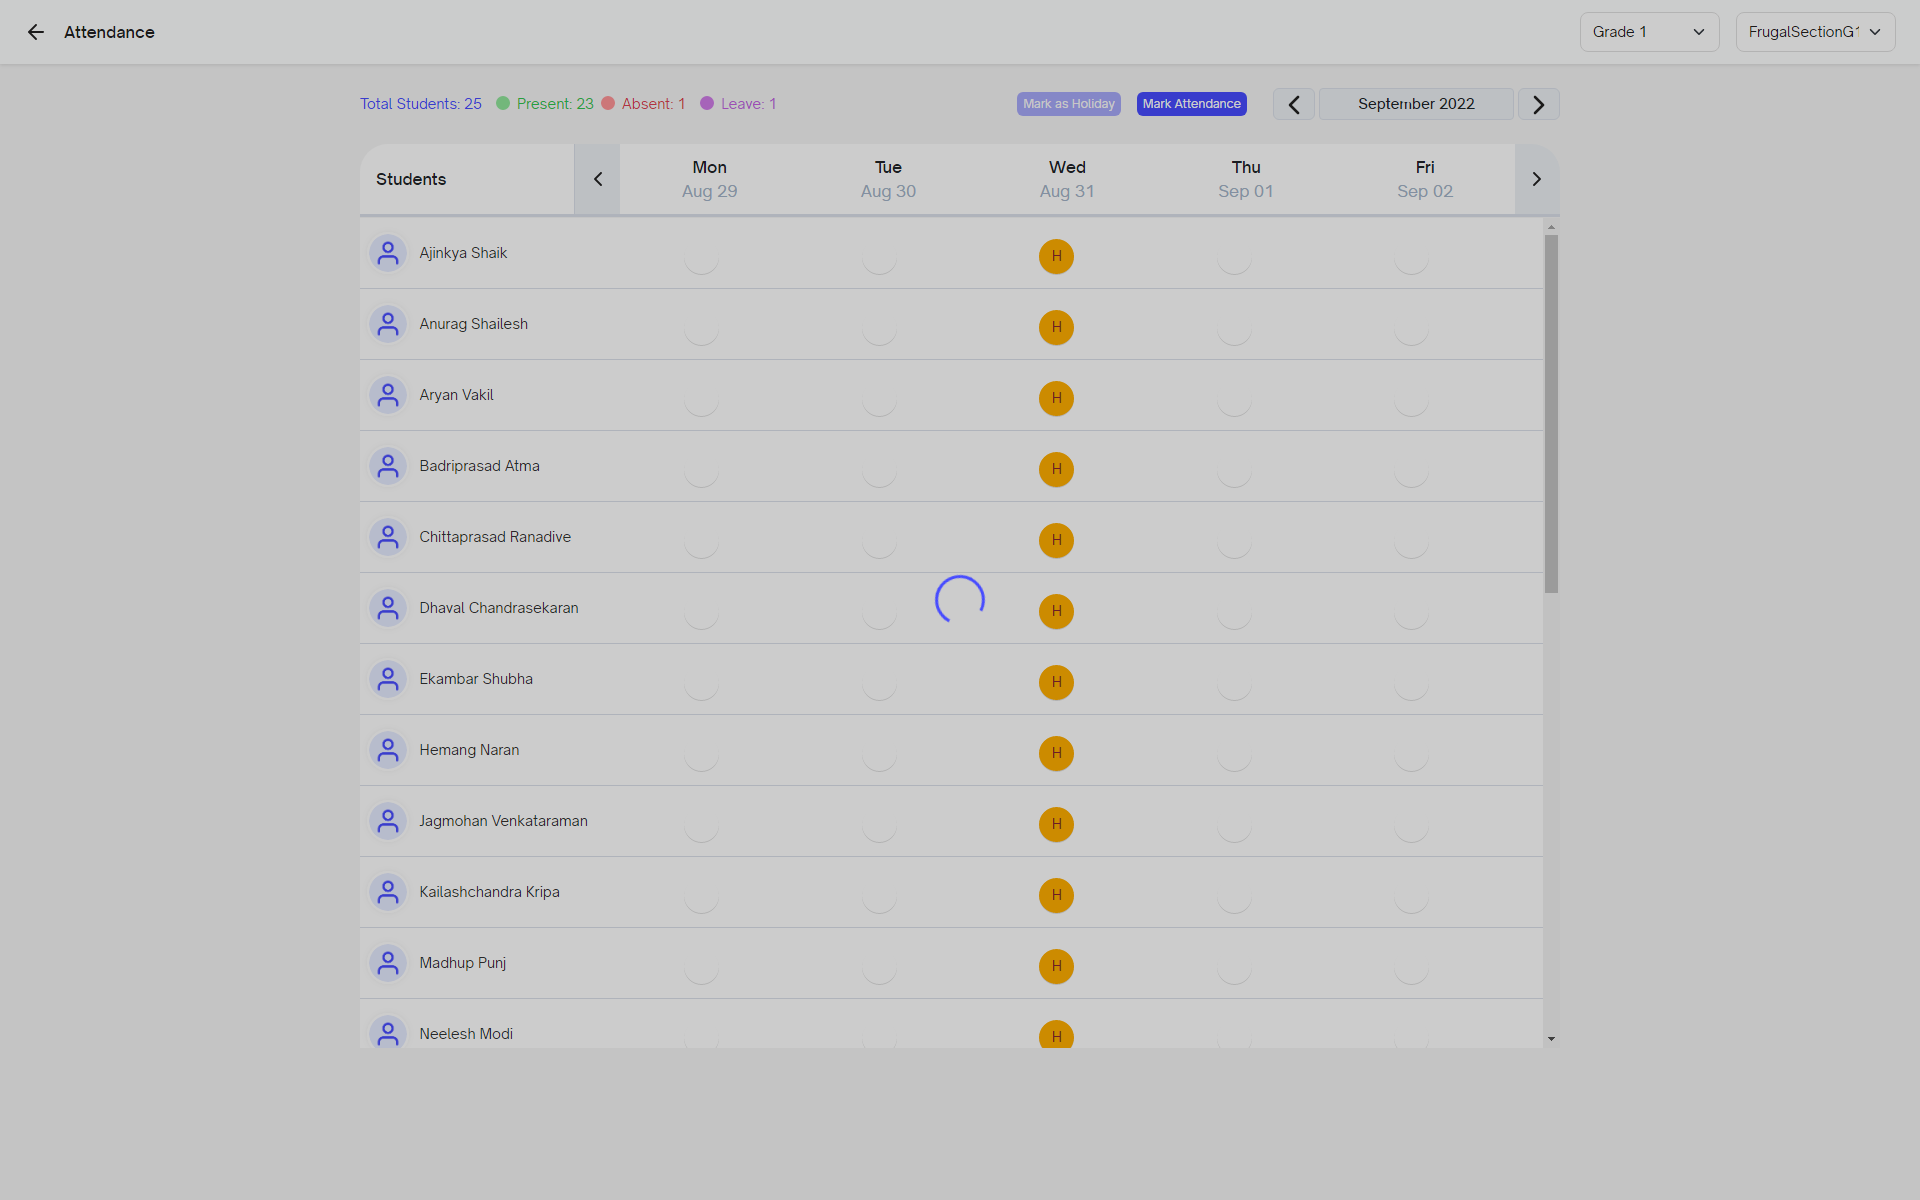 Attendance
Grade 1
FrugalSectionG1
Total Students: 25
Present: 23
Absent: 1
Leave: 1
Mark as Holiday
Mark Attendance
September 2022
Students
Mon
Aug 29
Tue
Aug 30
Wed
Aug 31
Thu
Sep 01
Fri
Sep 02
Ajinkya Shaik H
Anurag Shailesh H
Aryan Vakil H
Badriprasad Atma H
Chittaprasad Ranadive H
Dhaval Chandrasekaran H
Ekambar Shubha H
Hemang Naran H
Jagmohan Venkataraman H
Kailashchandra Kripa H
Madhup Punj H
Neelesh Modi H